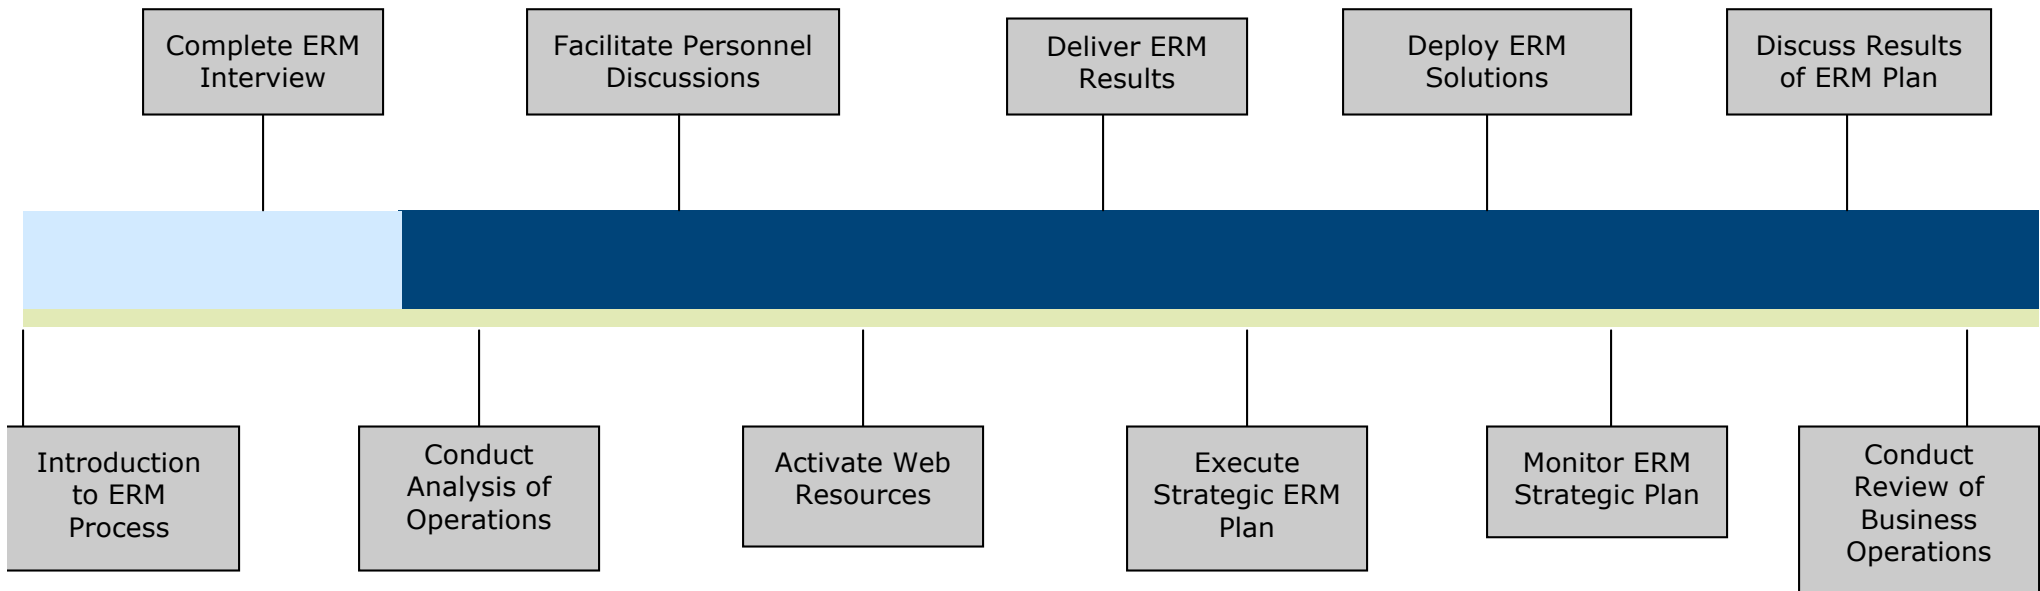 Complete ERM
Interview
Facilitate Personnel
Discussions
Deliver ERM
Results
Deploy ERM
Solutions
Discuss Results
of ERM Plan
Introduction
to ERM
Process
Conduct
Analysis of
Operations
Activate Web
Resources
Execute
Strategic ERM
Plan
Monitor ERM
Strategic Plan
Conduct
Review of
Business
Operations